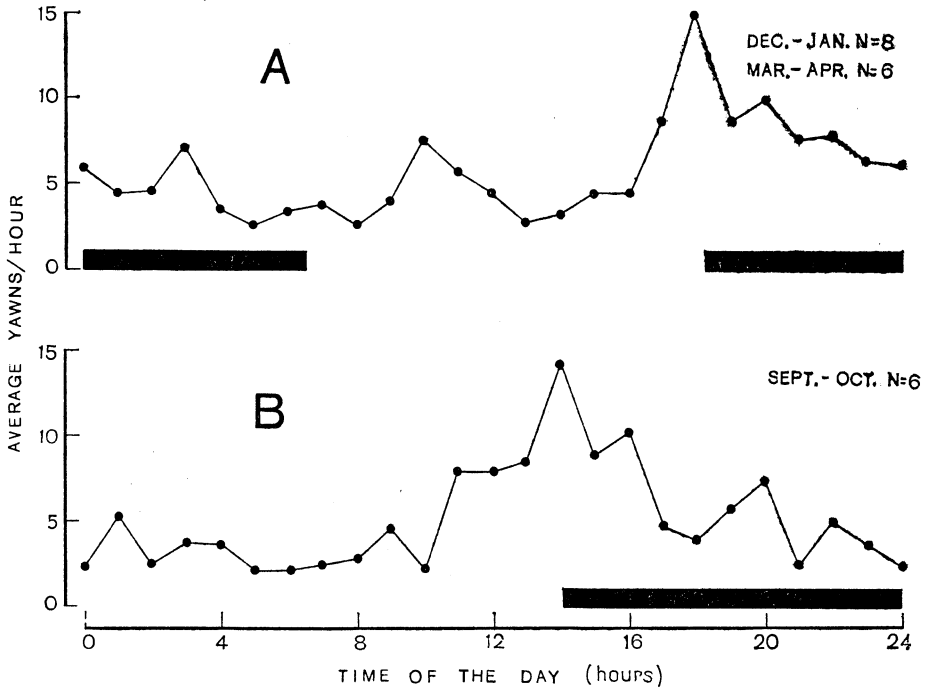 15
10
5
0
A
DEC.-JAN. N=8
MAR.-APR. N=6
AVERAGE YAWNS/HOUR
15
10
5
0
B
SEPT.-OCT. N=6
0 4 8 12 16 20 24
TIME OF THE DAY (hours)